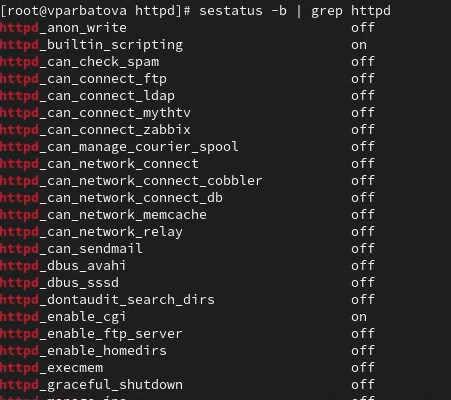 [root@vparbatova httpd]# sestatus -b | grep httpd
httpd_anon_write off
httpd_builtin_scripting on
httpd_can_check_spam off
httpd_can_connect_ftp off
httpd_can_connect_ldap off
httpd_can_connect_mythtv off
httpd_can_connect_zabbix off
httpd_can_manage_courier_spool off
httpd_can_network_connect off
httpd_can_network_connect_cobbler off
httpd_can_network_connect_db off
httpd_can_network_memcache off
httpd_can_network_relay off
httpd_can_sendmail off
httpd_dbus_avahi off
httpd_dbus_sssd off
httpd_dontaudit_search_dirs off
httpd_enable_cgi on
httpd_enable_ftp_server off
httpd_enable_homedirs off
httpd_execmem off
httpd_graceful_shutdown off